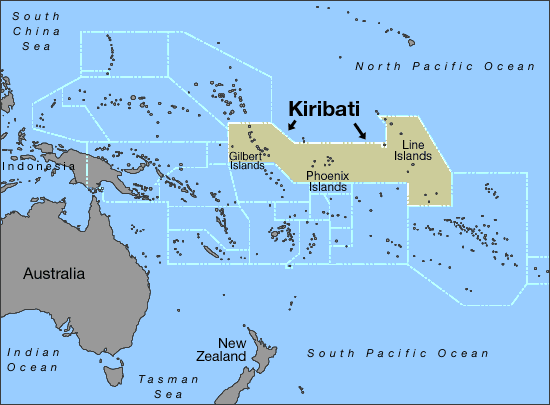 South
China
Sea
North Pacific Ocean
Kiribati
Line
Islands
Gilbert
Islands
Phoenix
Islands
Indonesia
Australia
New
Zealand
South Pacific Ocean
Indian
Ocean
Tasman
Sea